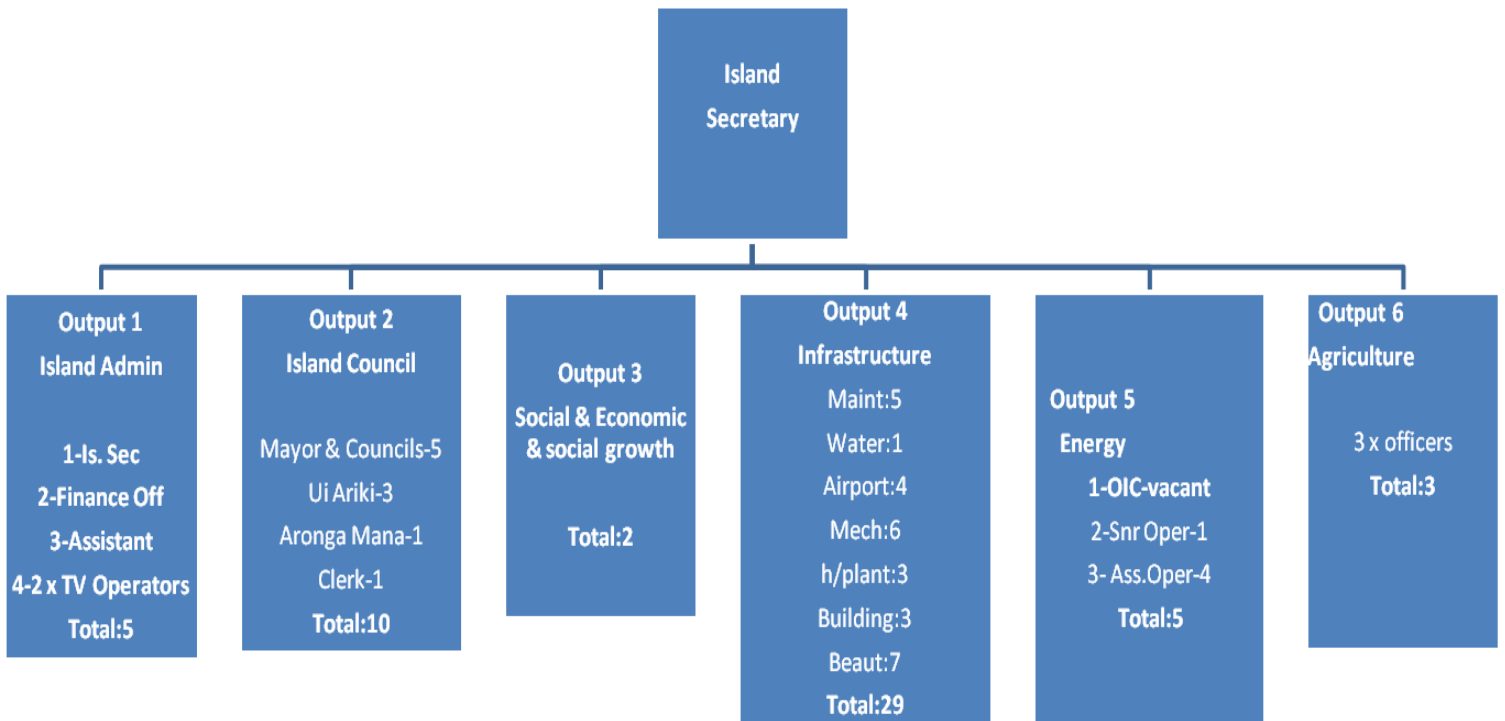 Island
Secretary
Output 1
Island Admin
1-Is. Sec
2-Finance Off
3-Assistant
4-2 x TV Operators
Total:5
Output 2
Island Council
Mayor & Councils-5
Ui Ariki-3
Aronga Mana-1
Clerk-1
Total:10
Output 3
Social & Economic
& social growth
Total:2
Output 4
Infrastructure
Maint:5
Water:1
Airport:4
Mech:6
h/plant:3
Building:3
Beaut:7
Total:29
Output 5
Energy
1-OIC-vacant
2-Snr Oper-1
3- Ass.Oper-4
Total:5
Output 6
Agriculture
3 x officers
Total:3